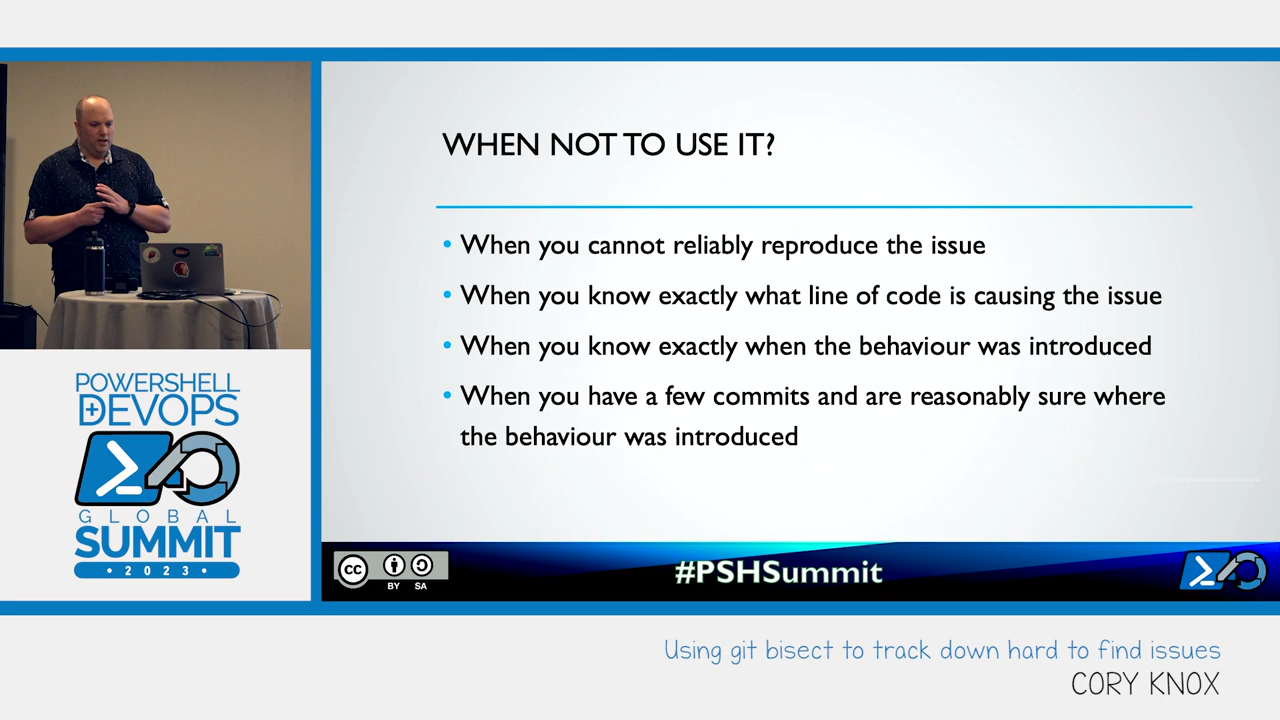 WHEN NOT TO USE IT?
• When you cannot reliably reproduce the issue
• When you know exactly what line of code is causing the issue
• When you know exactly when the behaviour was introduced
• When you have a few commits and are reasonably sure where
the behaviour was introduced
POWERSHELL
DEVOPS
GLOBAL
SUMMIT
• 2023 •
cc
BY SA
#PSHSummit
Using git bisect to track down hard to find issues
CORY KNOX